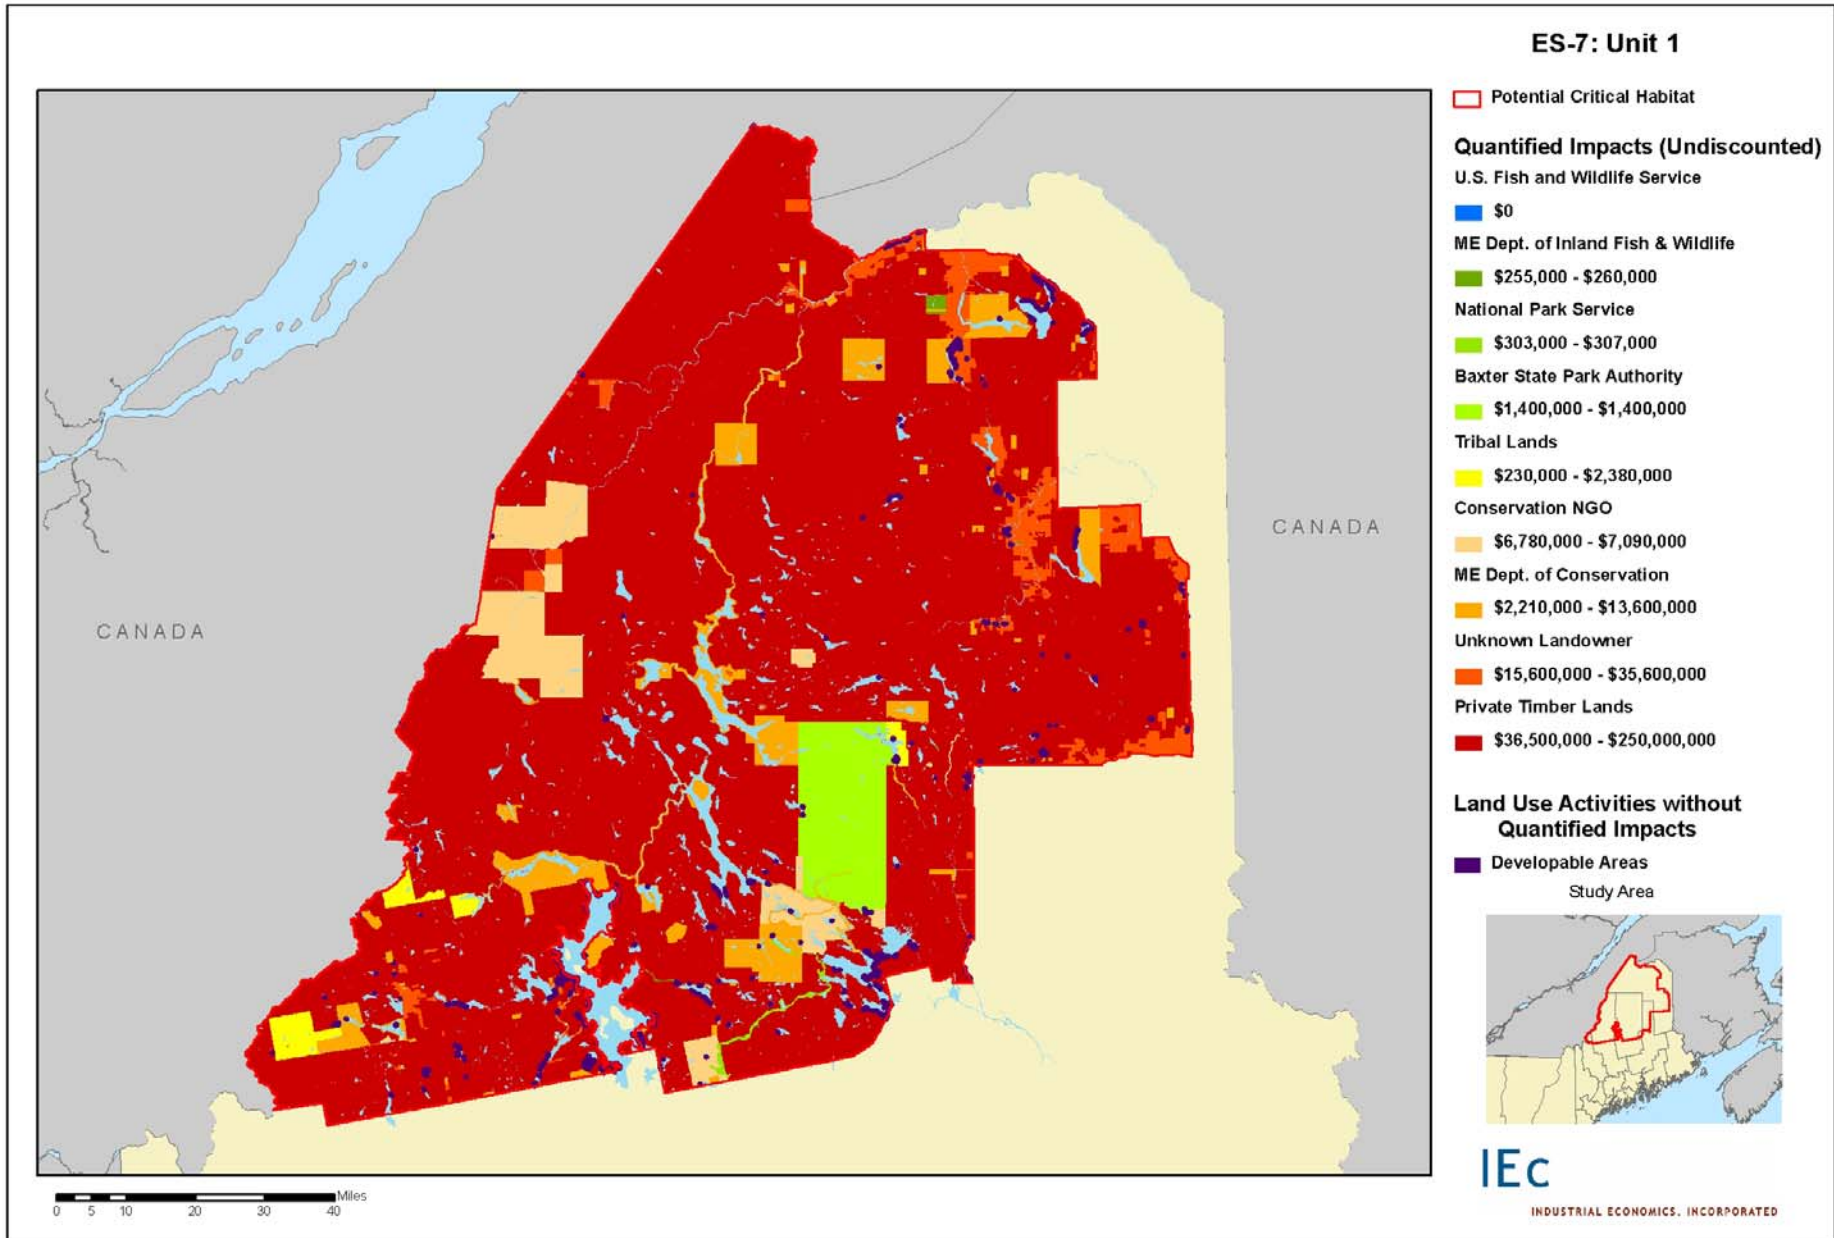 ES-7: Unit 1
Potential Critical Habitat
Quantified Impacts (Undiscounted)
U.S. Fish and Wildlife Service
$0
ME Dept. of Inland Fish & Wildlife
$255,000 - $260,000
National Park Service
$303,000 - $307,000
Baxter State Park Authority
$1,400,000 - $1,400,000
Tribal Lands
$230,000 - $2,380,000
Conservation NGO
$6,780,000 - $7,090,000
ME Dept. of Conservation
$2,210,000 - $13,600,000
Unknown Landowner
$15,600,000 - $35,600,000
Private Timber Lands
$36,500,000 - $250,000,000
Land Use Activities without
Quantified Impacts
Developable Areas
Study Area
CANADA
CANADA
Miles
0 5 10 20 30 40
IEc
INDUSTRIAL ECONOMICS, INCORPORATED